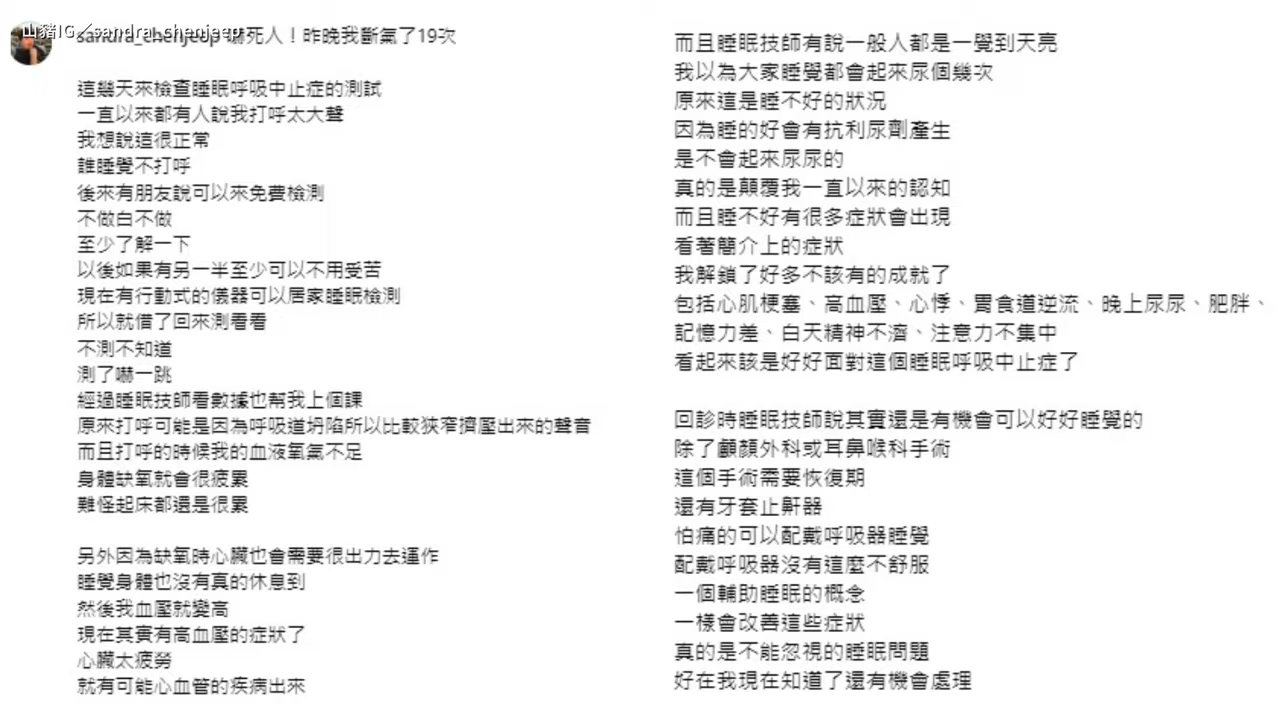 山豬IG／sandra_chenjeep
sandra_chenjeep 嚇死人！昨晚我斷氣了19次
這幾天來檢查睡眠呼吸中止症的測試
一直以來都有人說我打呼太大聲
我想說這很正常
誰睡覺不打呼
後來有朋友說可以來免費檢測
不做白不做
至少了解一下
以後如果有另一半至少可以不用受苦
現在有行動式的儀器可以居家睡眠檢測
所以就借了回來測看看
不測不知道
測了嚇一跳
經過睡眠技師看數據也幫我上個課
原來打呼可能是因為呼吸道坍陷所以比較狹窄擠壓出來的聲音
而且打呼的時候我的血液氧氣不足
身體缺氧就會很疲累
難怪起床都還是很累
另外因為缺氧時心臟也會需要很出力去運作
睡覺身體也沒有真的休息到
然後我血壓就變高
現在其實有高血壓的症狀了
心臟太疲勞
就有可能心血管的疾病出來
而且睡眠技師有說一般人都是一覺到天亮
我以為大家睡覺都會起來尿個幾次
原來這是睡不好的狀況
因為睡的好會有抗利尿劑產生
是不會起來尿尿的
真的是顛覆我一直以來的認知
而且睡不好有很多症狀會出現
看著簡介上的症狀
我解鎖了好多不該有的成就了
包括心肌梗塞、高血壓、心悸、胃食道逆流、晚上尿尿、肥胖、
記憶力差、白天精神不濟、注意力不集中
看起來該是好好面對這個睡眠呼吸中止症了
回診時睡眠技師說其實還是有機會可以好好睡覺的
除了顱顏外科或耳鼻喉科手術
這個手術需要恢復期
還有牙套止鼾器
怕痛的可以配戴呼吸器睡覺
配戴呼吸器沒有這麼不舒服
一個輔助睡眠的概念
一樣會改善這些症狀
真的是不能忽視的睡眠問題
好在我現在知道了還有機會處理